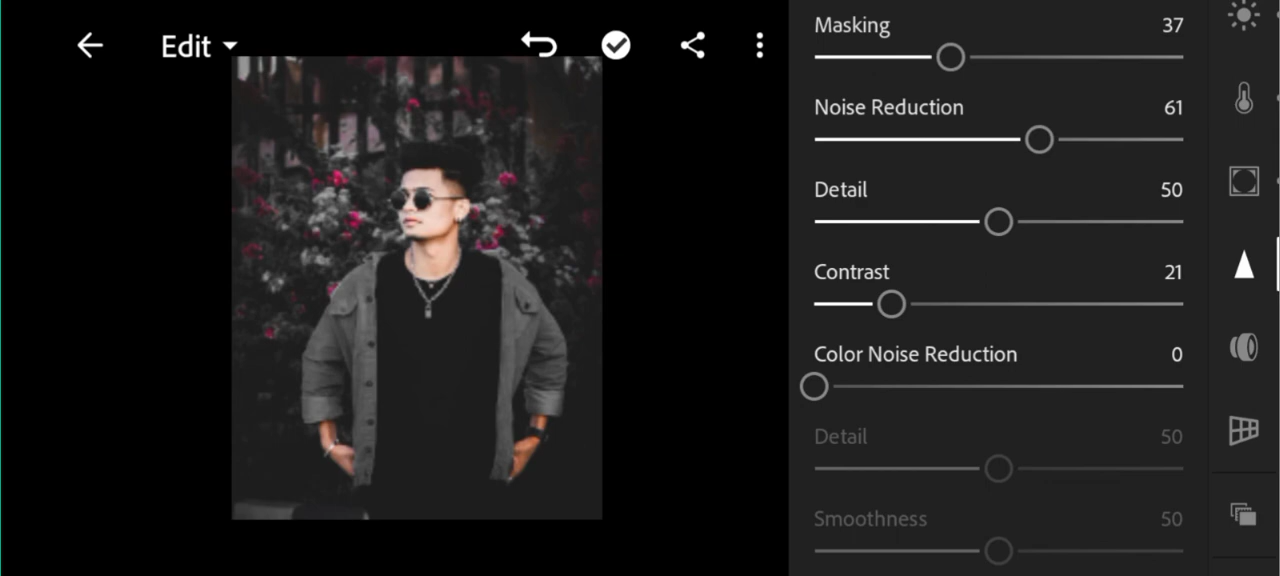 Edit
Masking 37
Noise Reduction 61
Detail 50
Contrast 21
Color Noise Reduction 0
Detail 50
Smoothness 50